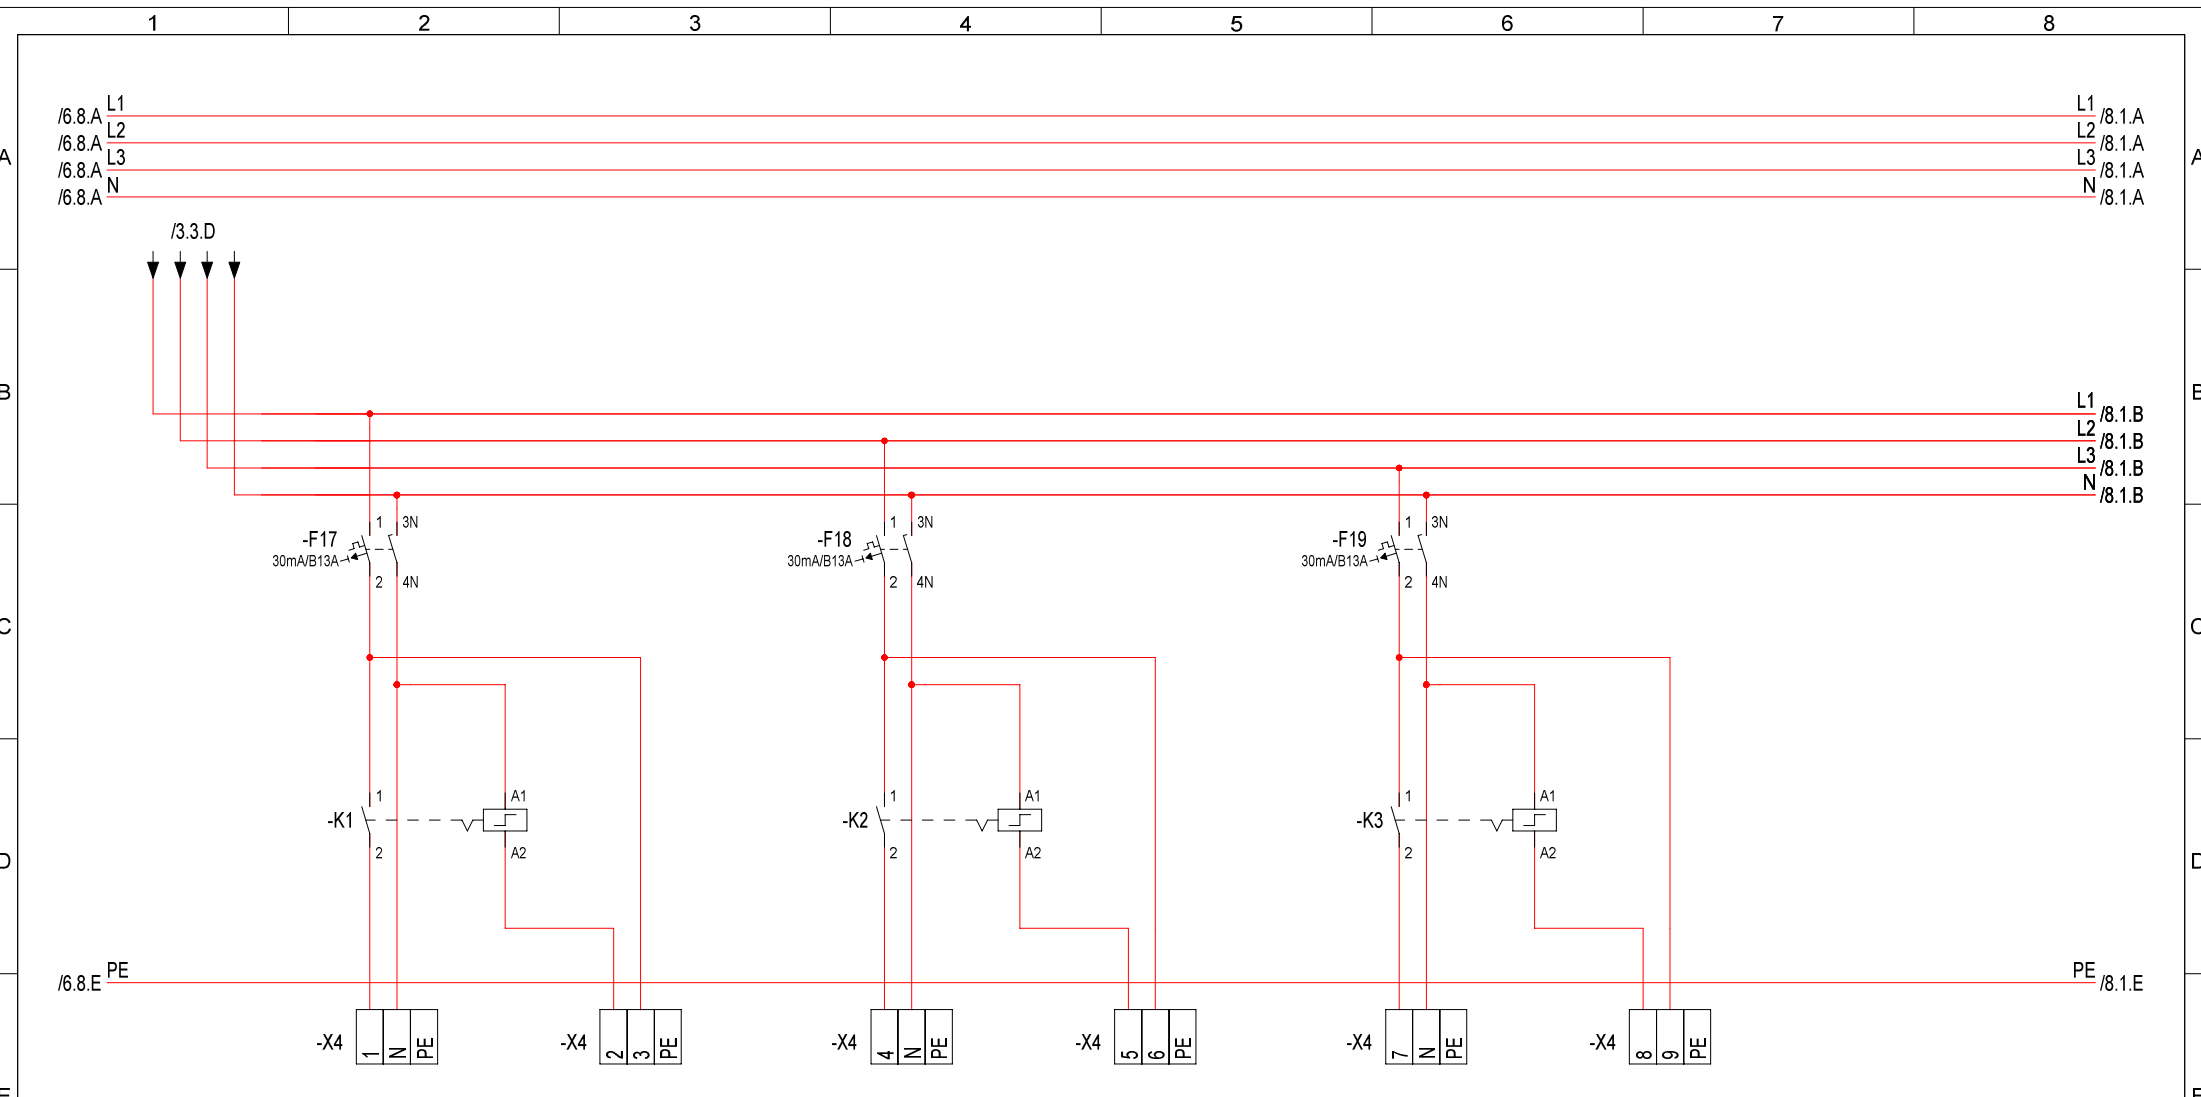 1 2 3 4 5 6 7 8
L1 L1
/6.8.A /8.1.A
L2 L2
/6.8.A /8.1.A
A L3 L3 A
/6.8.A /8.1.A
N N
/6.8.A /8.1.A
/3.3.D
B L1 B
/8.1.B
L2
/8.1.B
L3
/8.1.B
N
/8.1.B
1 3N 1 3N 1 3N
-F17 -F18 -F19
30mA/B13A 30mA/B13A 30mA/B13A
2 4N 2 4N 2 4N
C C
1 A1 1 A1 1 A1
-K1 -K2 -K3
2 A2 2 A2 2 A2
D D
PE PE
/6.8.E /8.1.E
-X4 1 N PE -X4 2 3 PE -X4 4 N PE -X4 5 6 PE -X4 7 N PE -X4 8 9 PE
E E